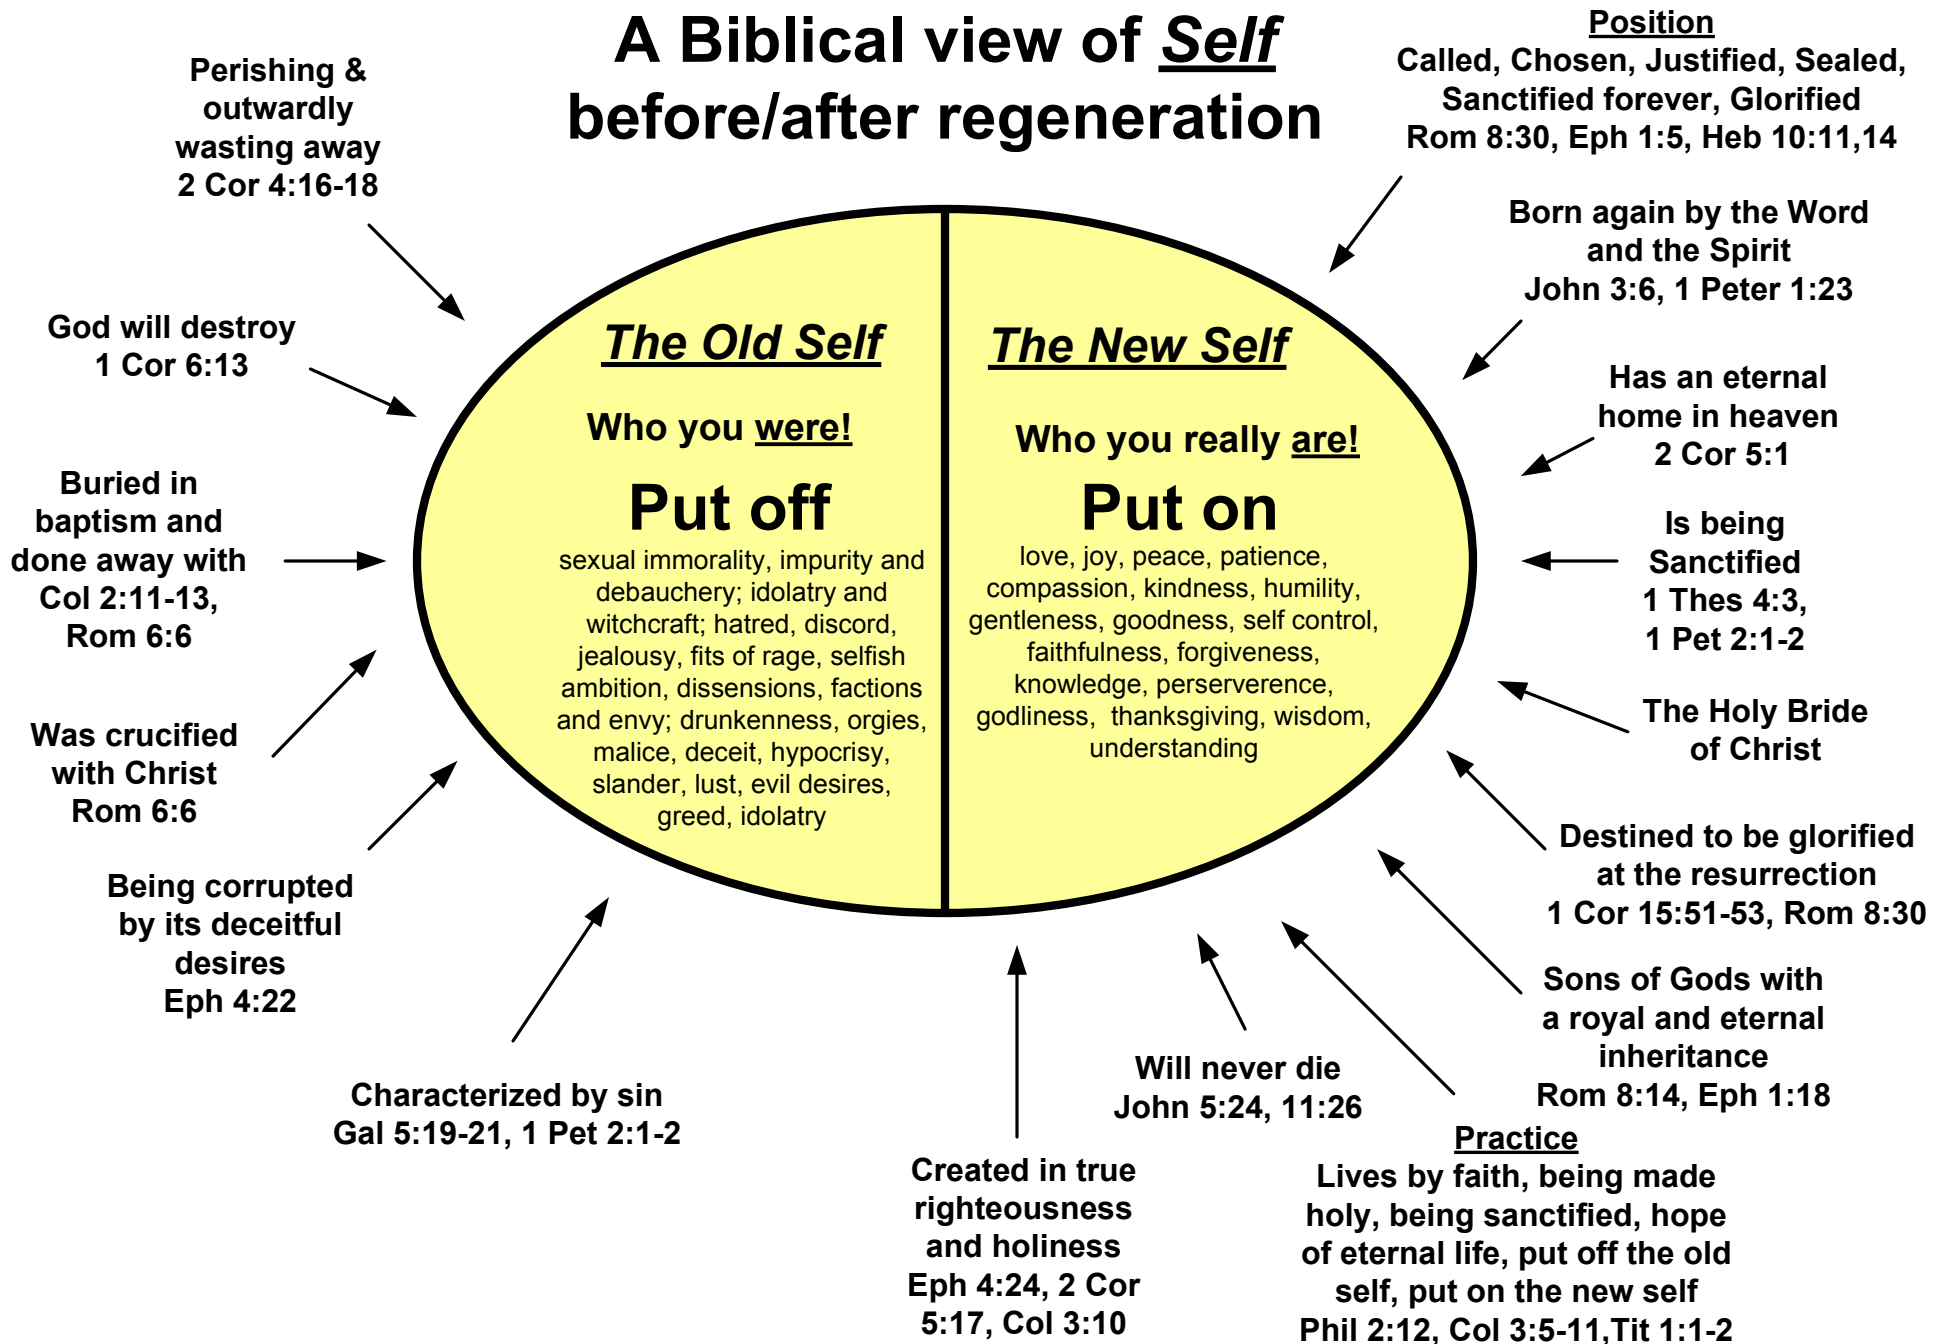 A Biblical view of Self
before/after regeneration
Perishing &
outwardly
wasting away
2 Cor 4:16-18
God will destroy
1 Cor 6:13
Buried in
baptism and
done away with
Col 2:11-13,
Rom 6:6
Was crucified
with Christ
Rom 6:6
Being corrupted
by its deceitful
desires
Eph 4:22
Characterized by sin
Gal 5:19-21, 1 Pet 2:1-2
The Old Self
Who you were!
Put off
sexual immorality, impurity and
debauchery; idolatry and
witchcraft; hatred, discord,
jealousy, fits of rage, selfish
ambition, dissensions, factions
and envy; drunkenness, orgies,
malice, deceit, hypocrisy,
slander, lust, evil desires,
greed, idolatry
The New Self
Who you really are!
Put on
love, joy, peace, patience,
compassion, kindness, humility,
gentleness, goodness, self control,
faithfulness, forgiveness,
knowledge, perserverence,
godliness, thanksgiving, wisdom,
understanding
Position
Called, Chosen, Justified, Sealed,
Sanctified forever, Glorified
Rom 8:30, Eph 1:5, Heb 10:11,14
Born again by the Word
and the Spirit
John 3:6, 1 Peter 1:23
Has an eternal
home in heaven
2 Cor 5:1
Is being
Sanctified
1 Thes 4:3,
1 Pet 2:1-2
The Holy Bride
of Christ
Destined to be glorified
at the resurrection
1 Cor 15:51-53, Rom 8:30
Sons of Gods with
a royal and eternal
inheritance
Rom 8:14, Eph 1:18
Practice
Lives by faith, being made
holy, being sanctified, hope
of eternal life, put off the old
self, put on the new self
Phil 2:12, Col 3:5-11,Tit 1:1-2
Will never die
John 5:24, 11:26
Created in true
righteousness
and holiness
Eph 4:24, 2 Cor
5:17, Col 3:10